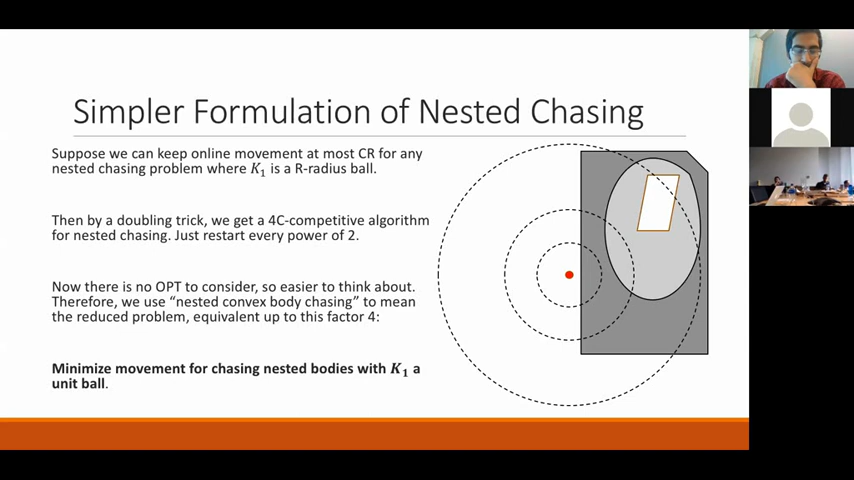 Simpler Formulation of Nested Chasing
Suppose we can keep online movement at most CR for any
nested chasing problem where K₁ is a R-radius ball.
Then by a doubling trick, we get a 4C-competitive algorithm
for nested chasing. Just restart every power of 2.
Now there is no OPT to consider, so easier to think about.
Therefore, we use “nested convex body chasing” to mean
the reduced problem, equivalent up to this factor 4:
Minimize movement for chasing nested bodies with K₁ a
unit ball.